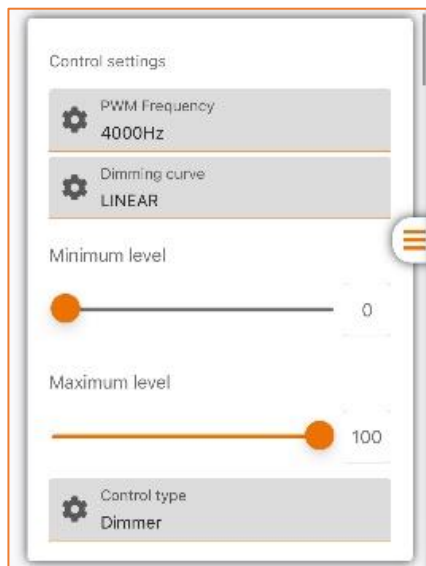 Control settings
PWM Frequency
4000Hz
Dimming curve
LINEAR
Minimum level
0
Maximum level
100
Control type
Dimmer